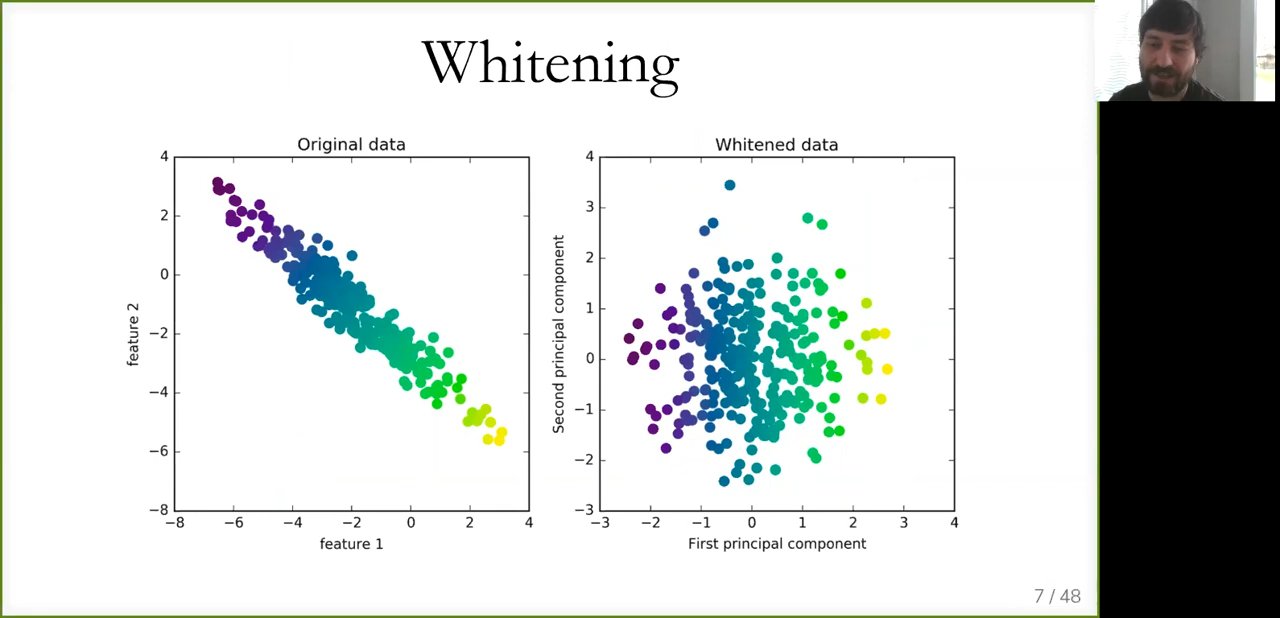 Whitening
Original data
4
2
0
−2
−4
−6
−8
feature 2
−8 −6 −4 −2 0 2 4
feature 1
Whitened data
4
3
2
1
0
−1
−2
−3
Second principal component
−3 −2 −1 0 1 2 3 4
First principal component
7 / 48